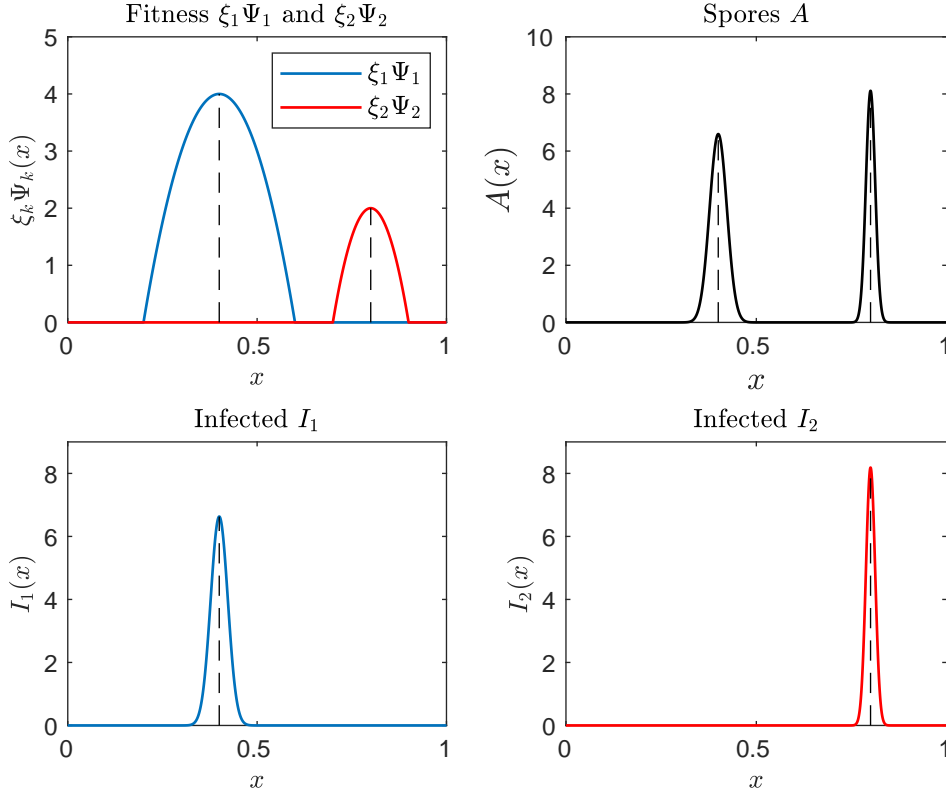 Fitness ξ₁Ψ₁ and ξ₂Ψ₂
5
4
3
2
1
0
ξₖΨₖ(x)
ξ₁Ψ₁
ξ₂Ψ₂
0
0.5
1
x
Spores A
10
8
6
4
2
0
A(x)
0
0.5
1
x
Infected I₁
8
6
4
2
0
I₁(x)
0
0.5
1
x
Infected I₂
8
6
4
2
0
I₂(x)
0
0.5
1
x